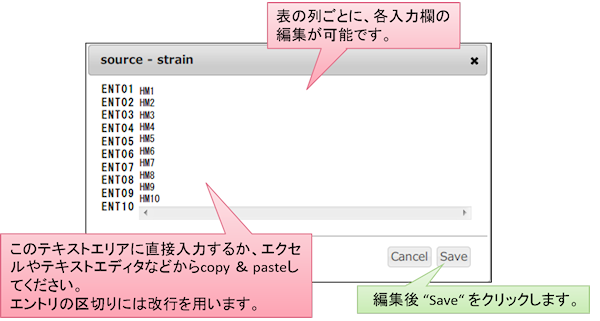 表の列ごとに、各入力欄の
編集が可能です。
source - strain
ENT01 HM1
ENT02 HM2
ENT03 HM3
ENT04 HM4
ENT05 HM5
ENT06 HM6
ENT07 HM7
ENT08 HM8
ENT09 HM9
ENT10 HM10
このテキストエリアに直接入力するか、エクセ
ルやテキストエディタなどからcopy & pasteし
てください。
エントリの区切りには改行を用います。
Cancel Save
編集後 “Save” をクリックします。